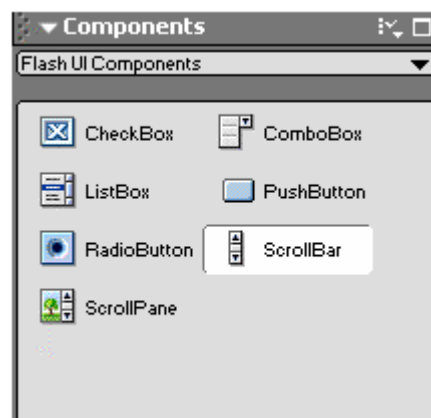 Components
Flash UI Components
CheckBox ComboBox
ListBox PushButton
RadioButton ScrollBar
ScrollPane